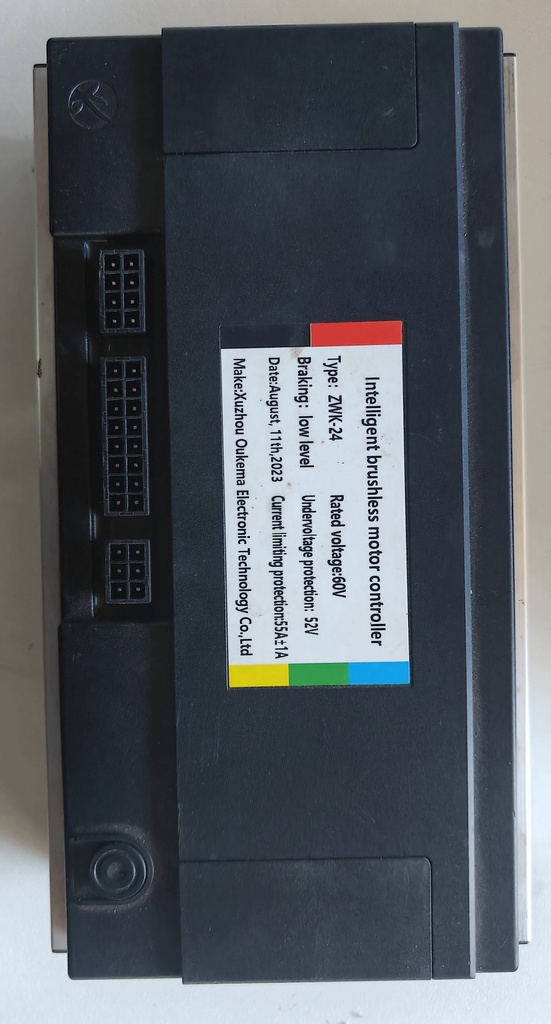 Intelligent brushless motor controller
Type: ZWK-24 Rated voltage:60V
Braking: low level Undervoltage protection: 52V
Date:August, 11th,2023 Current limiting protection:55A±1A
Make:Xuzhou Oukema Electronic Technology Co.,Ltd